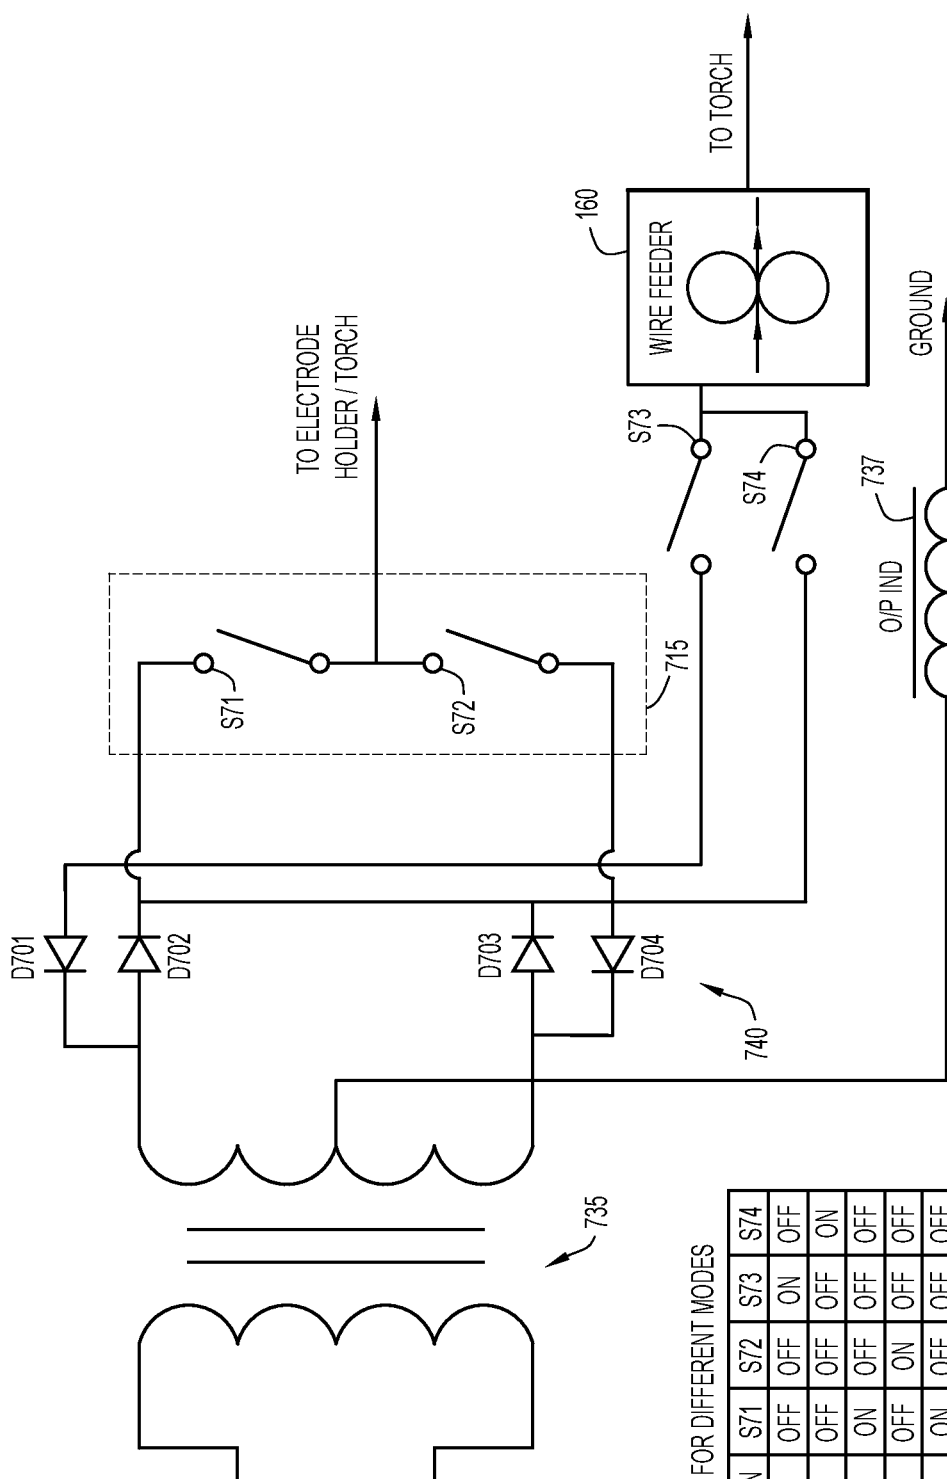 TO TORCH
160
WIRE FEEDER
GROUND
TO ELECTRODE
HOLDER / TORCH
S73
S74
737
O/P IND
S71
S72
715
D701
D702
D703
D704
740
735
FOR DIFFERENT MODES
S71 S72 S73 S74
OFF OFF ON OFF
OFF OFF OFF ON
ON OFF OFF OFF
OFF ON OFF OFF
ON OFF OFF OFF